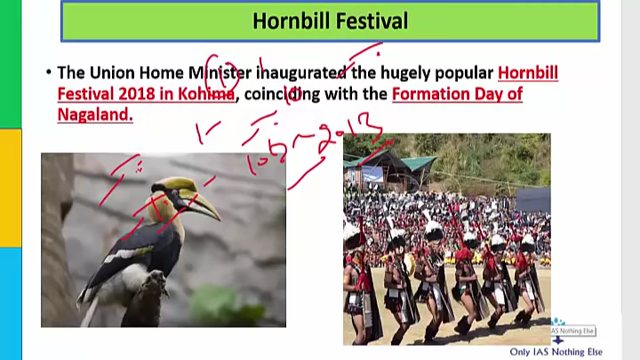 Hornbill Festival
• The Union Home Minister inaugurated the hugely popular Hornbill
Festival 2018 in Kohima, coinciding with the Formation Day of
Nagaland.
IAS Nothing Else
Only IAS Nothing Else